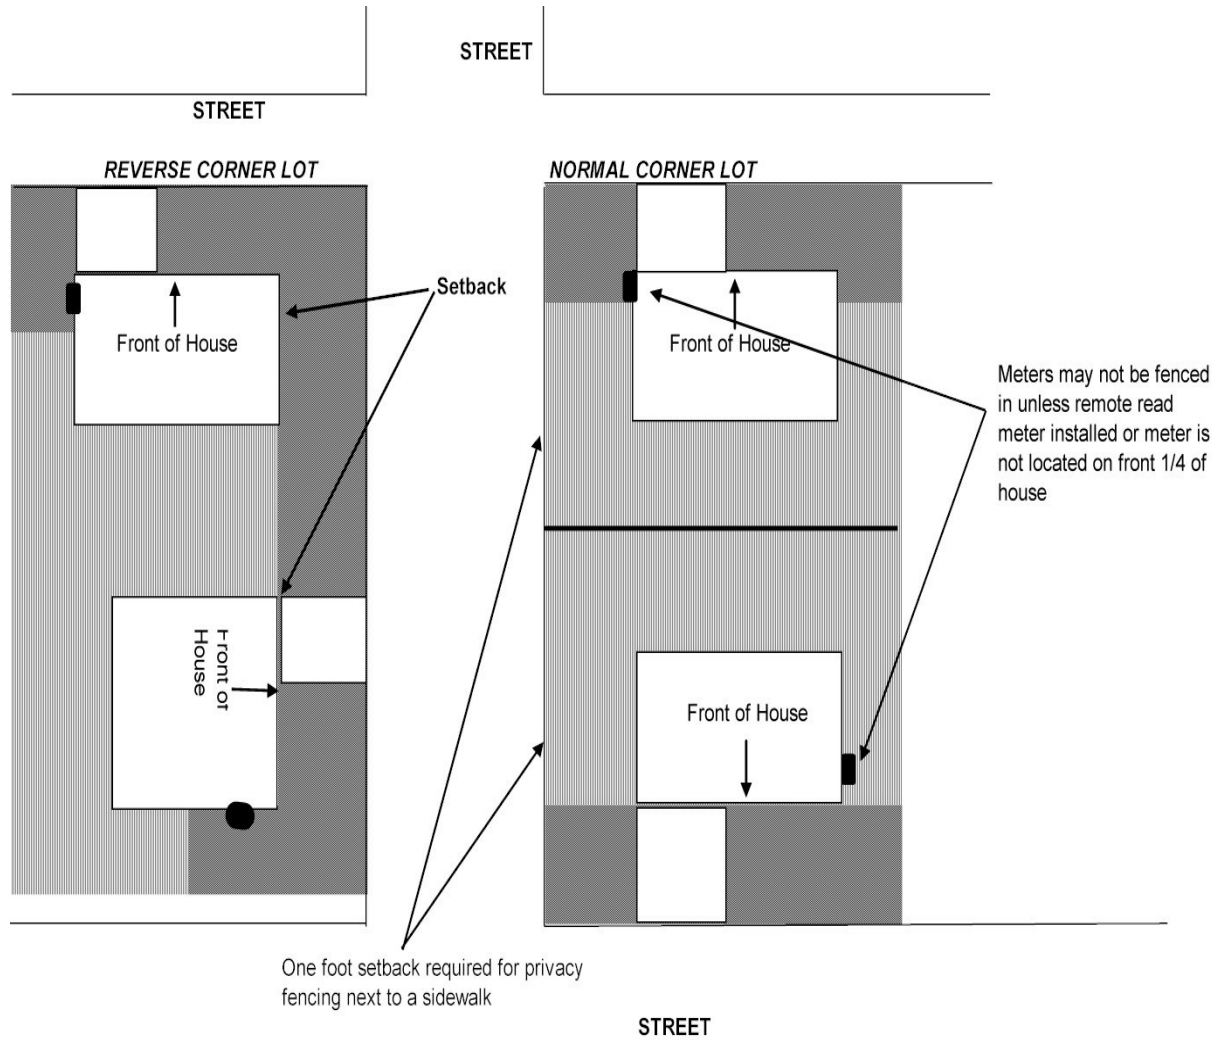 STREET
STREET
REVERSE CORNER LOT
NORMAL CORNER LOT
Setback
Front of House
Front of House
Meters may not be fenced
in unless remote read
meter installed or meter is
not located on front 1/4 of
house
Front of
House
Front of House
One foot setback required for privacy
fencing next to a sidewalk
STREET